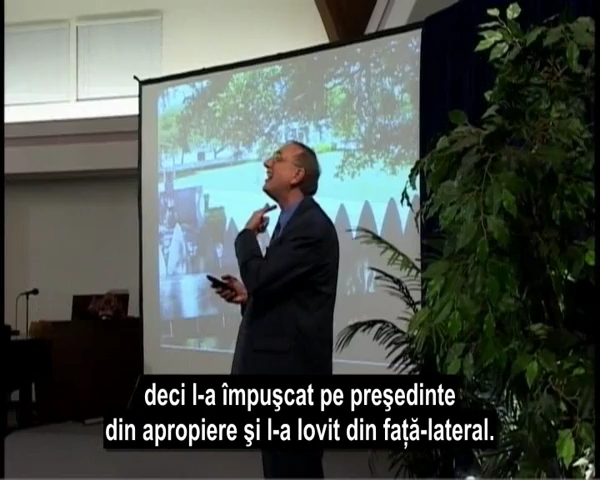 deci l-a împuşcat pe preşedinte
din apropiere şi l-a lovit din faţă-lateral.